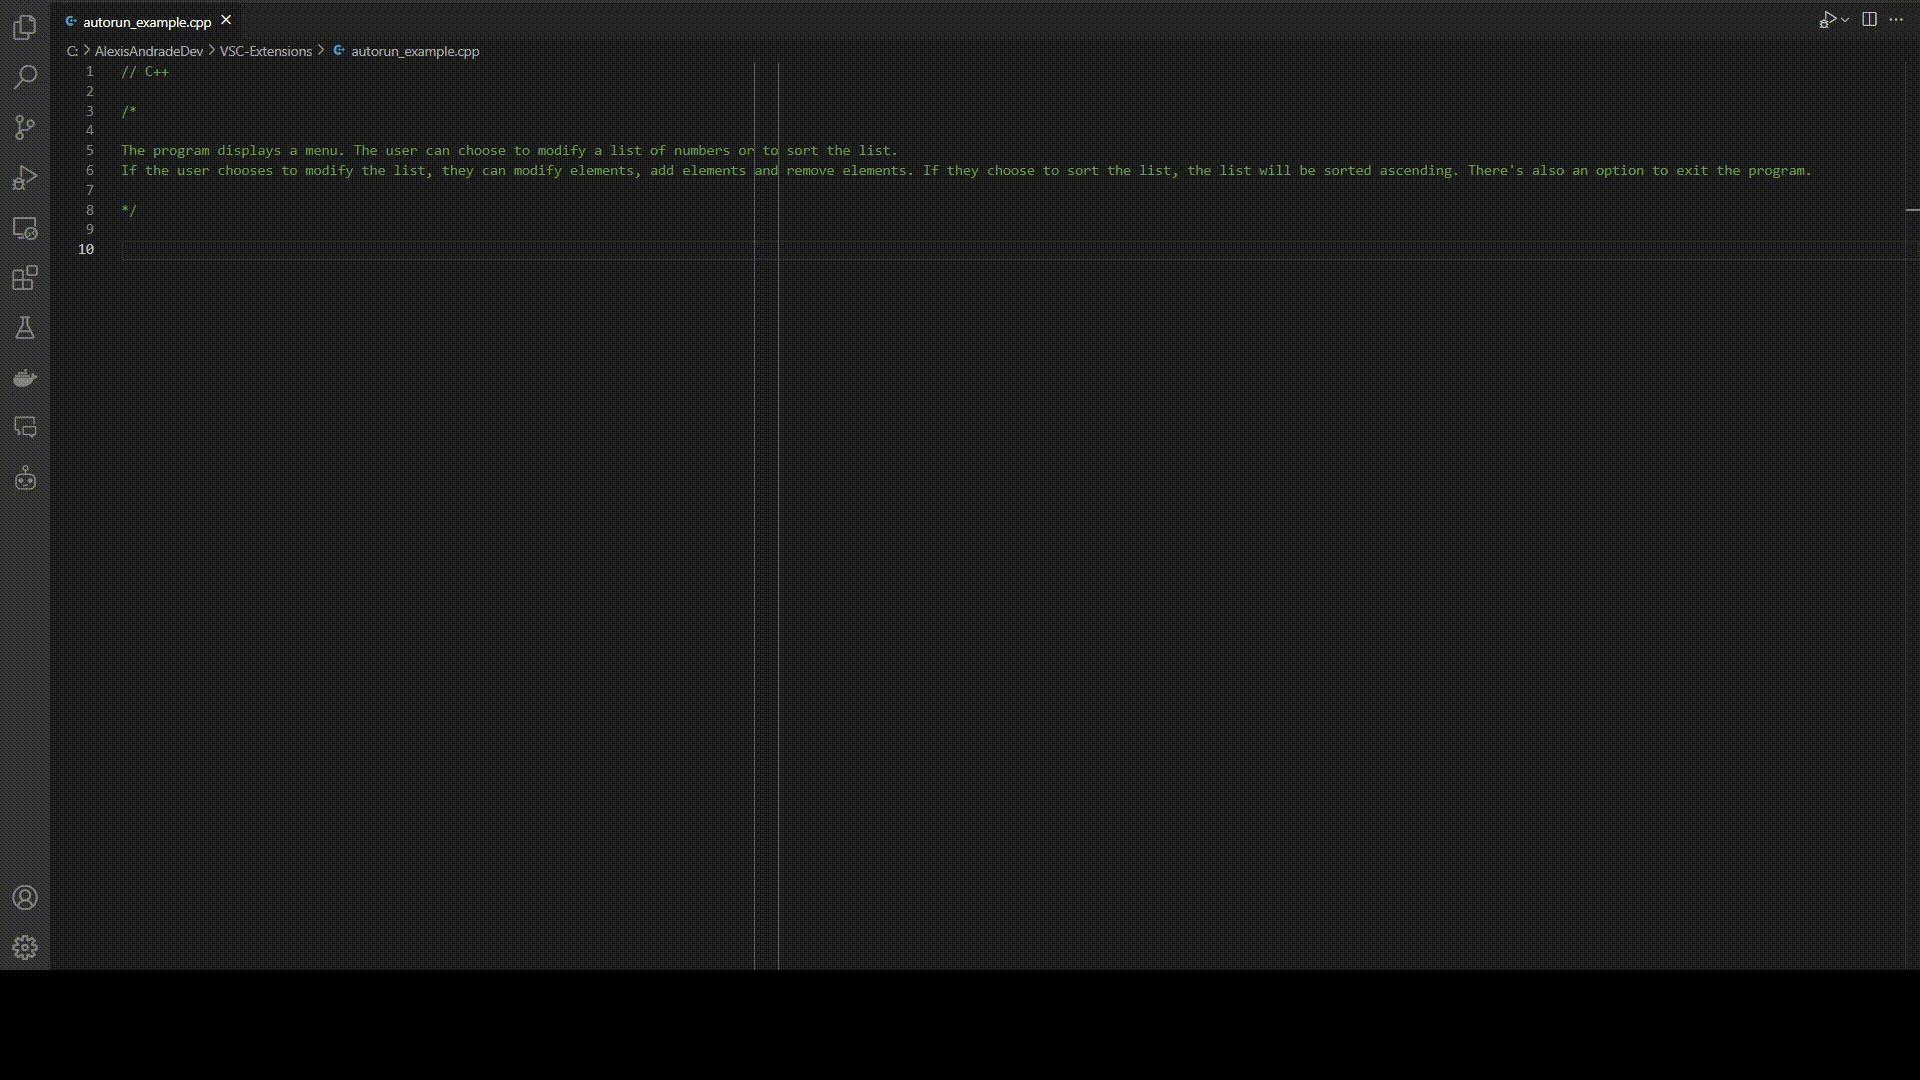 autorun_example.cpp
C: > AlexisAndradeDev > VSC-Extensions > autorun_example.cpp
1 // C++
2
3 /*
4
5 The program displays a menu. The user can choose to modify a list of numbers or to sort the list.
6 If the user chooses to modify the list, they can modify elements, add elements and remove elements. If they choose to sort the list, the list will be sorted ascending. There's also an option to exit the program.
7
8 */
9
10